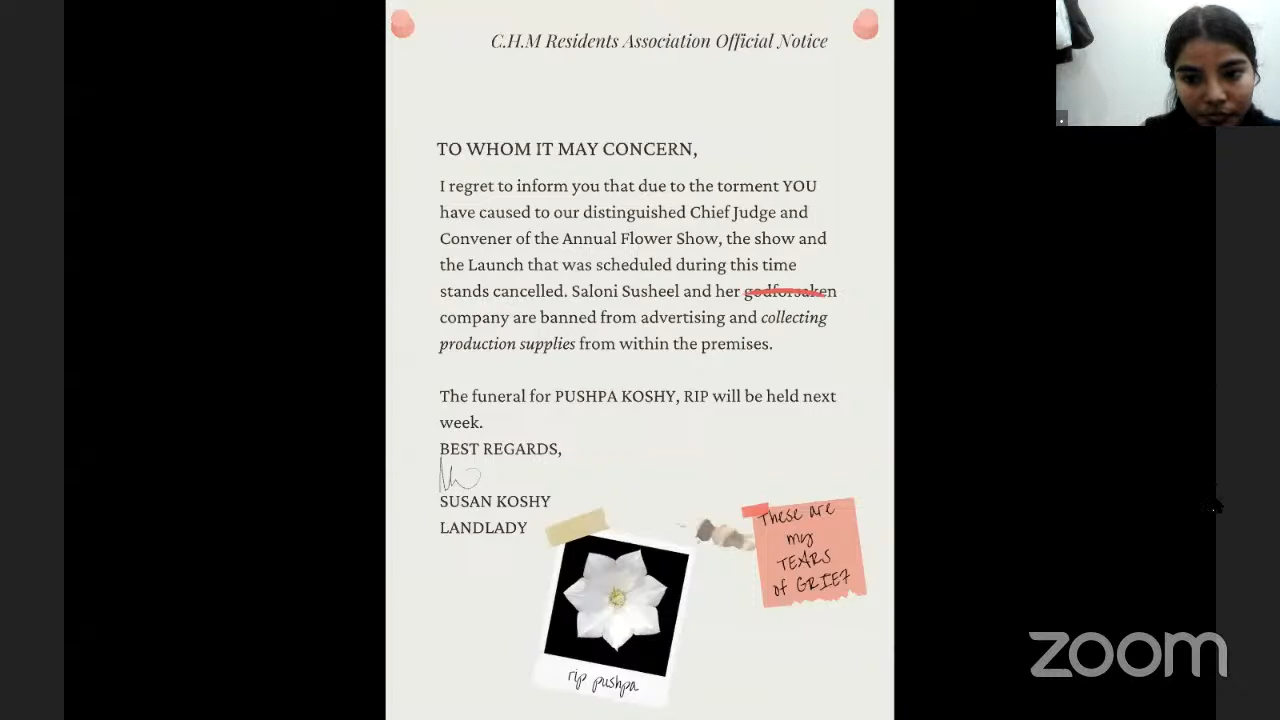 C.H.M Residents Association Official Notice
TO WHOM IT MAY CONCERN,
I regret to inform you that due to the torment YOU
have caused to our distinguished Chief Judge and
Convener of the Annual Flower Show, the show and
the Launch that was scheduled during this time
stands cancelled. Saloni Susheel and her godforsaken
company are banned from advertising and collecting
production supplies from within the premises.
The funeral for PUSHPA KOSHY, RIP will be held next
week.
BEST REGARDS,
SUSAN KOSHY
LANDLADY
These are
my
TEARS
of GRIEF
rip pushpa
zoom